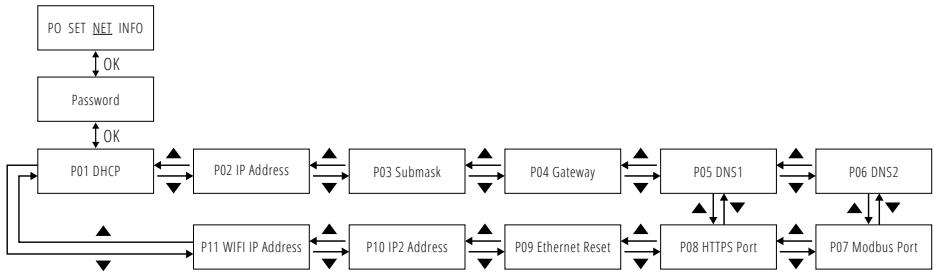 PO SET NET INFO
OK
Password
OK
P01 DHCP
P02 IP Address
P03 Submask
P04 Gateway
P05 DNS1
P06 DNS2
P11 WIFI IP Address
P10 IP2 Address
P09 Ethernet Reset
P08 HTTPS Port
P07 Modbus Port